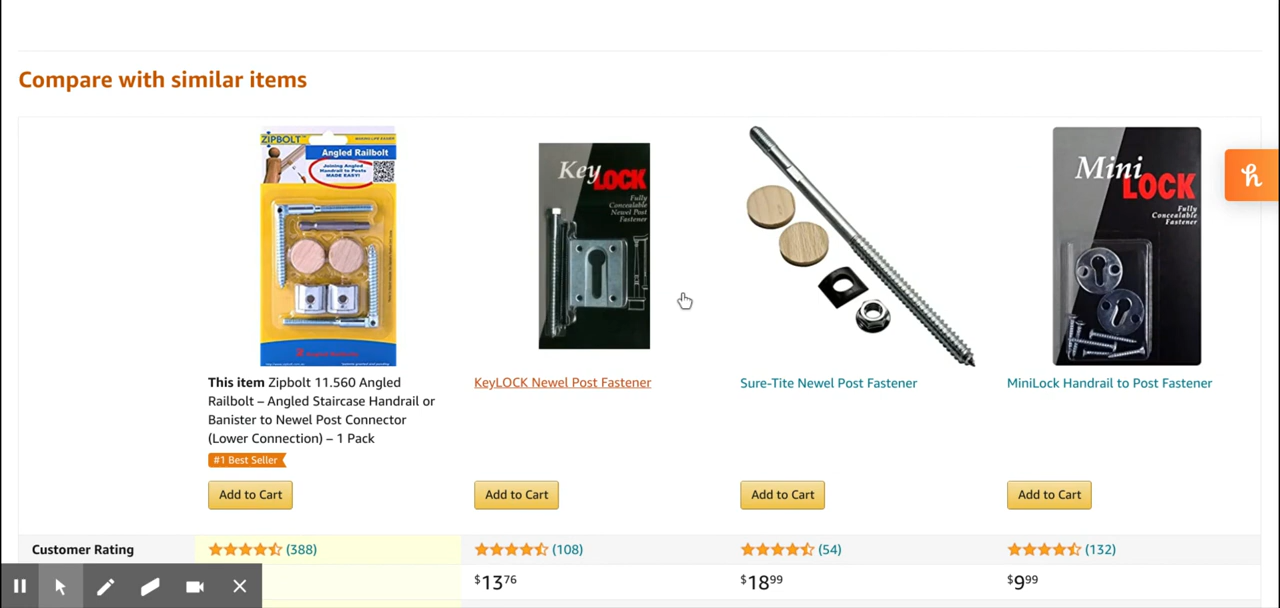 Compare with similar items
ZIPBOLT
MAKING LIFE EASIER
Angled Railbolt
Joining Angled
Handrail to Posts
MADE EASY!
Key
LOCK
Fully
Concealable
Newel Post
Fastener
Mini
LOCK
Fully
Concealable
Fastener
h
This item Zipbolt 11.560 Angled
Railbolt – Angled Staircase Handrail or
Banister to Newel Post Connector
(Lower Connection) – 1 Pack
#1 Best Seller
KeyLOCK Newel Post Fastener
Sure-Tite Newel Post Fastener
MiniLock Handrail to Post Fastener
Add to Cart
Add to Cart
Add to Cart
Add to Cart
Customer Rating
(388)
(108)
(54)
(132)
$13.76
$18.99
$9.99